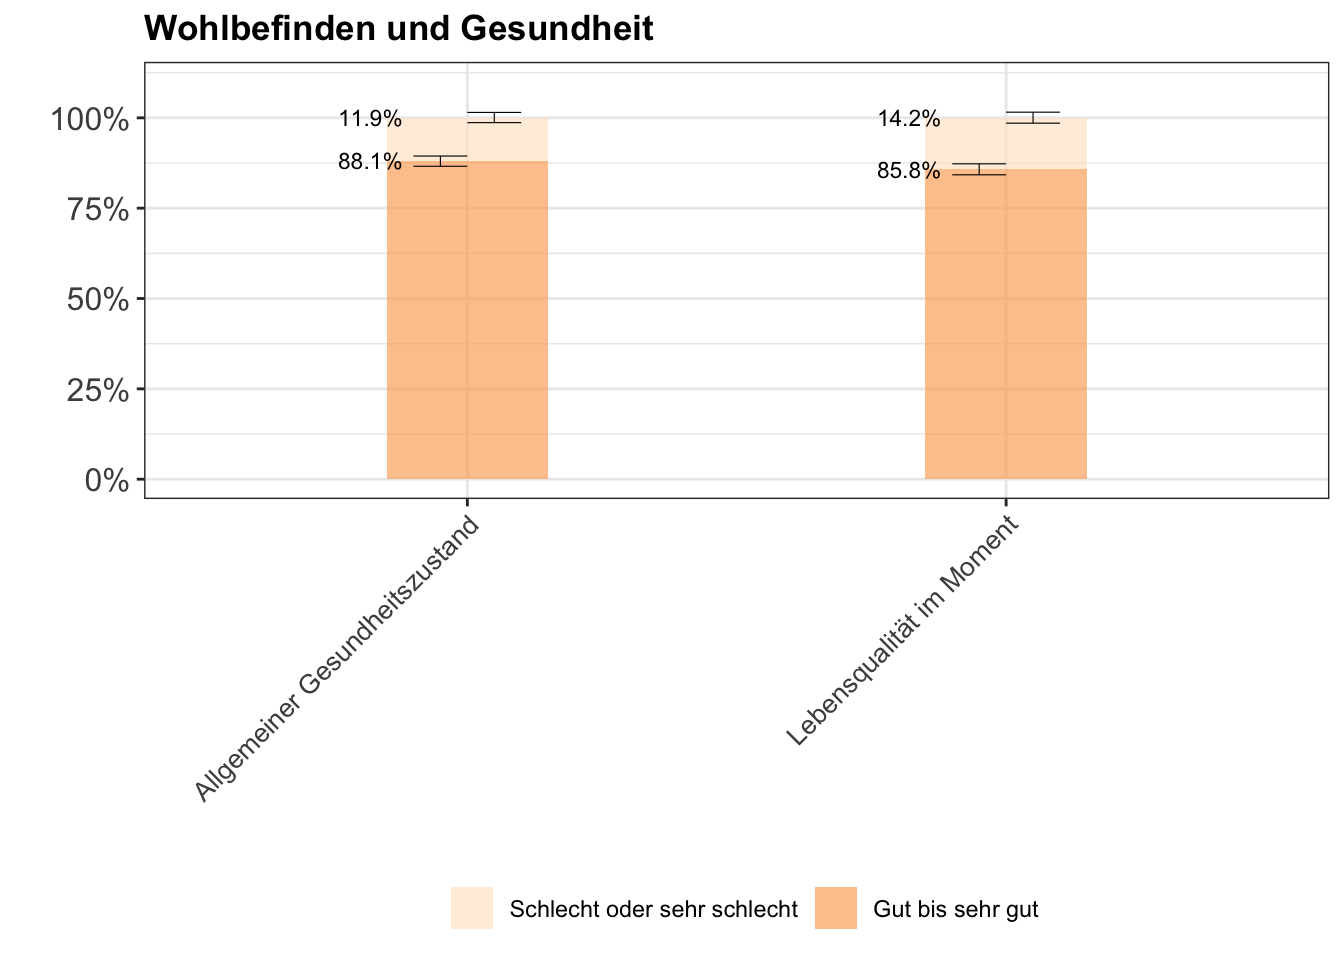 Wohlbefinden und Gesundheit
100%
75%
50%
25%
0%
11.9%
88.1%
14.2%
85.8%
Allgemeiner Gesundheitszustand
Lebensqualität im Moment
Schlecht oder sehr schlecht
Gut bis sehr gut